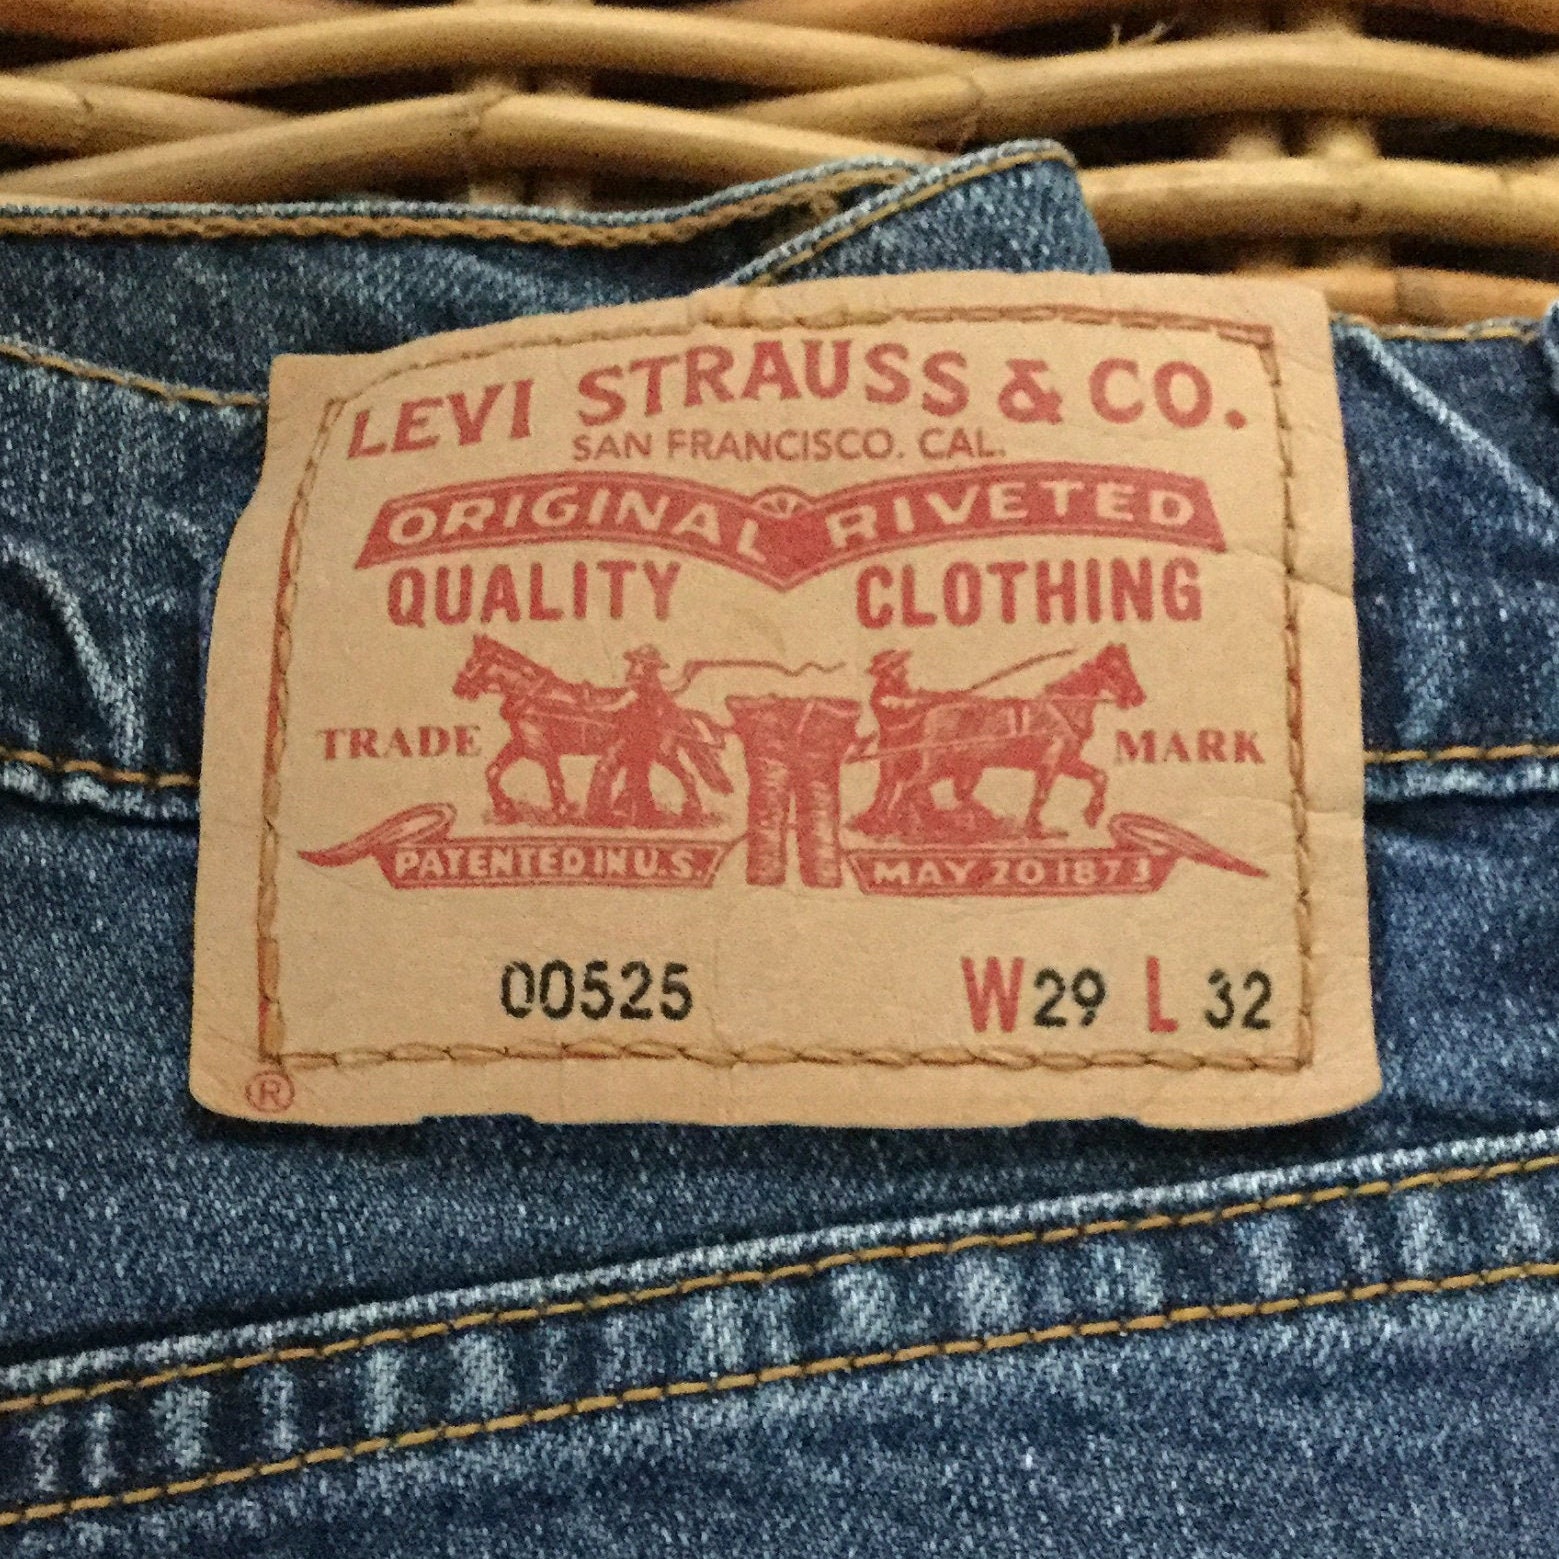 LEVI STRAUSS & CO.
SAN FRANCISCO. CAL.
ORIGINAL RIVETED
QUALITY CLOTHING
TRADE MARK
PATENTED IN U.S. MAY 20 1873
00525 W29 L 32
®